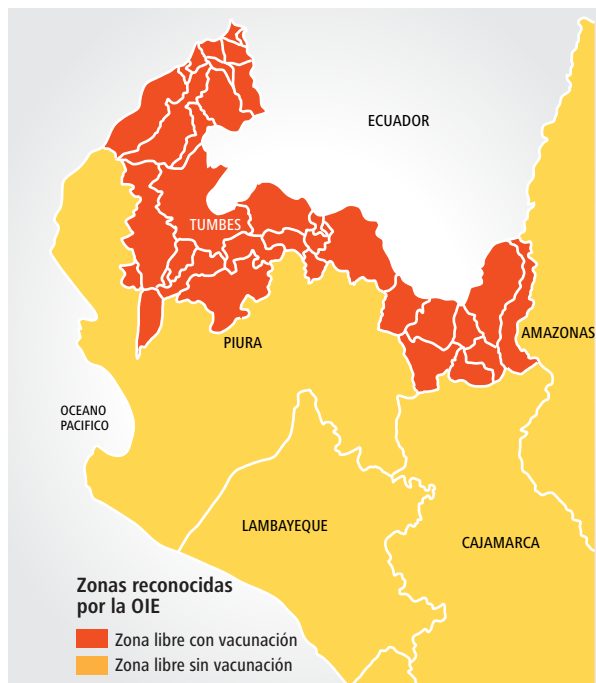 ECUADOR
TUMBES
AMAZONAS
PIURA
OCEANO
PACIFICO
LAMBAYEQUE
CAJAMARCA
Zonas reconocidas
por la OIE
Zona libre con vacunación
Zona libre sin vacunación